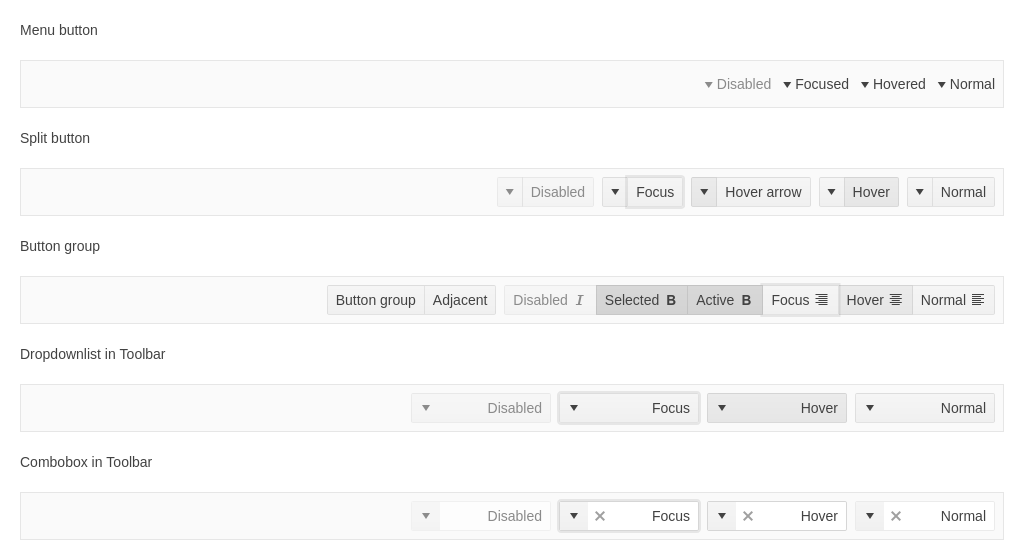 Menu button
Disabled Focused Hovered Normal
Split button
Disabled Focus Hover arrow Hover Normal
Button group
Button group Adjacent Disabled I Selected B Active B Focus Hover Normal
Dropdownlist in Toolbar
Disabled Focus Hover Normal
Combobox in Toolbar
Disabled Focus Hover Normal